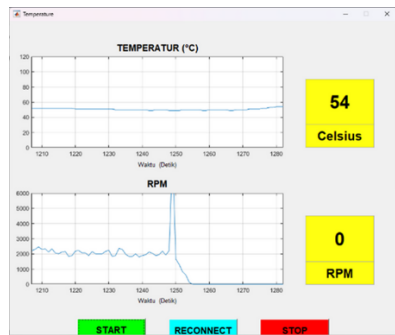 Temperature
TEMPERATUR (°C)
120
100
80
60
40
20
0
1210 1220 1230 1240 1250 1260 1270 1280
Waktu (Detik)
54
Celsius
RPM
6000
5000
4000
3000
2000
1000
0
1210 1220 1230 1240 1250 1260 1270 1280
Waktu (Detik)
0
RPM
START RECONNECT STOP